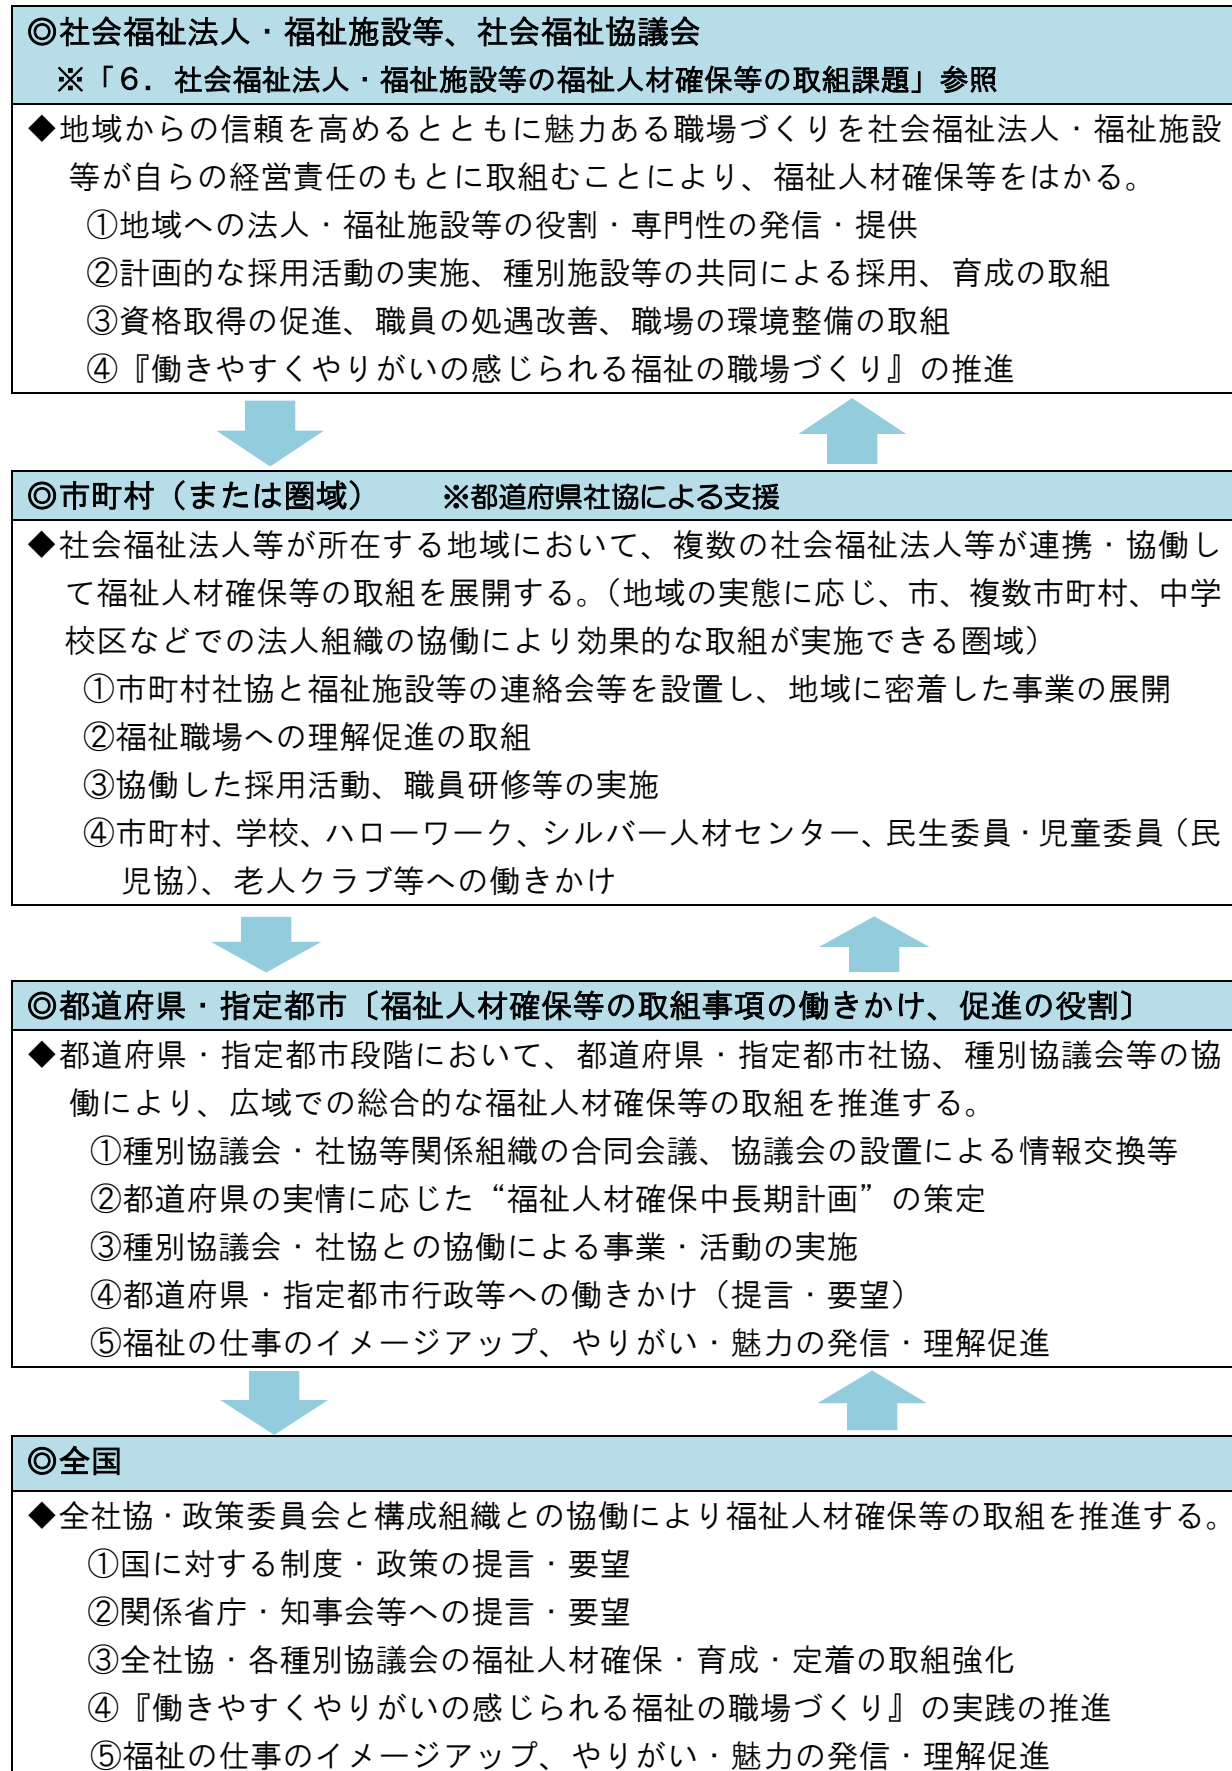 ◎社会福祉法人・福祉施設等、社会福祉協議会
※「６．社会福祉法人・福祉施設等の福祉人材確保等の取組課題」参照
◆地域からの信頼を高めるとともに魅力ある職場づくりを社会福祉法人・福祉施設
等が自らの経営責任のもとに取組むことにより、福祉人材確保等をはかる。
①地域への法人・福祉施設等の役割・専門性の発信・提供
②計画的な採用活動の実施、種別施設等の共同による採用、育成の取組
③資格取得の促進、職員の処遇改善、職場の環境整備の取組
④『働きやすくやりがいの感じられる福祉の職場づくり』の推進
◎市町村（または圏域）　　※都道府県社協による支援
◆社会福祉法人等が所在する地域において、複数の社会福祉法人等が連携・協働し
て福祉人材確保等の取組を展開する。（地域の実態に応じ、市、複数市町村、中学
校区などでの法人組織の協働により効果的な取組が実施できる圏域）
①市町村社協と福祉施設等の連絡会等を設置し、地域に密着した事業の展開
②福祉職場への理解促進の取組
③協働した採用活動、職員研修等の実施
④市町村、学校、ハローワーク、シルバー人材センター、民生委員・児童委員（民
児協）、老人クラブ等への働きかけ
◎都道府県・指定都市〔福祉人材確保等の取組事項の働きかけ、促進の役割〕
◆都道府県・指定都市段階において、都道府県・指定都市社協、種別協議会等の協
働により、広域での総合的な福祉人材確保等の取組を推進する。
①種別協議会・社協等関係組織の合同会議、協議会の設置による情報交換等
②都道府県の実情に応じた“福祉人材確保中長期計画”の策定
③種別協議会・社協との協働による事業・活動の実施
④都道府県・指定都市行政等への働きかけ（提言・要望）
⑤福祉の仕事のイメージアップ、やりがい・魅力の発信・理解促進
◎全国
◆全社協・政策委員会と構成組織との協働により福祉人材確保等の取組を推進する。
①国に対する制度・政策の提言・要望
②関係省庁・知事会等への提言・要望
③全社協・各種別協議会の福祉人材確保・育成・定着の取組強化
④『働きやすくやりがいの感じられる福祉の職場づくり』の実践の推進
⑤福祉の仕事のイメージアップ、やりがい・魅力の発信・理解促進